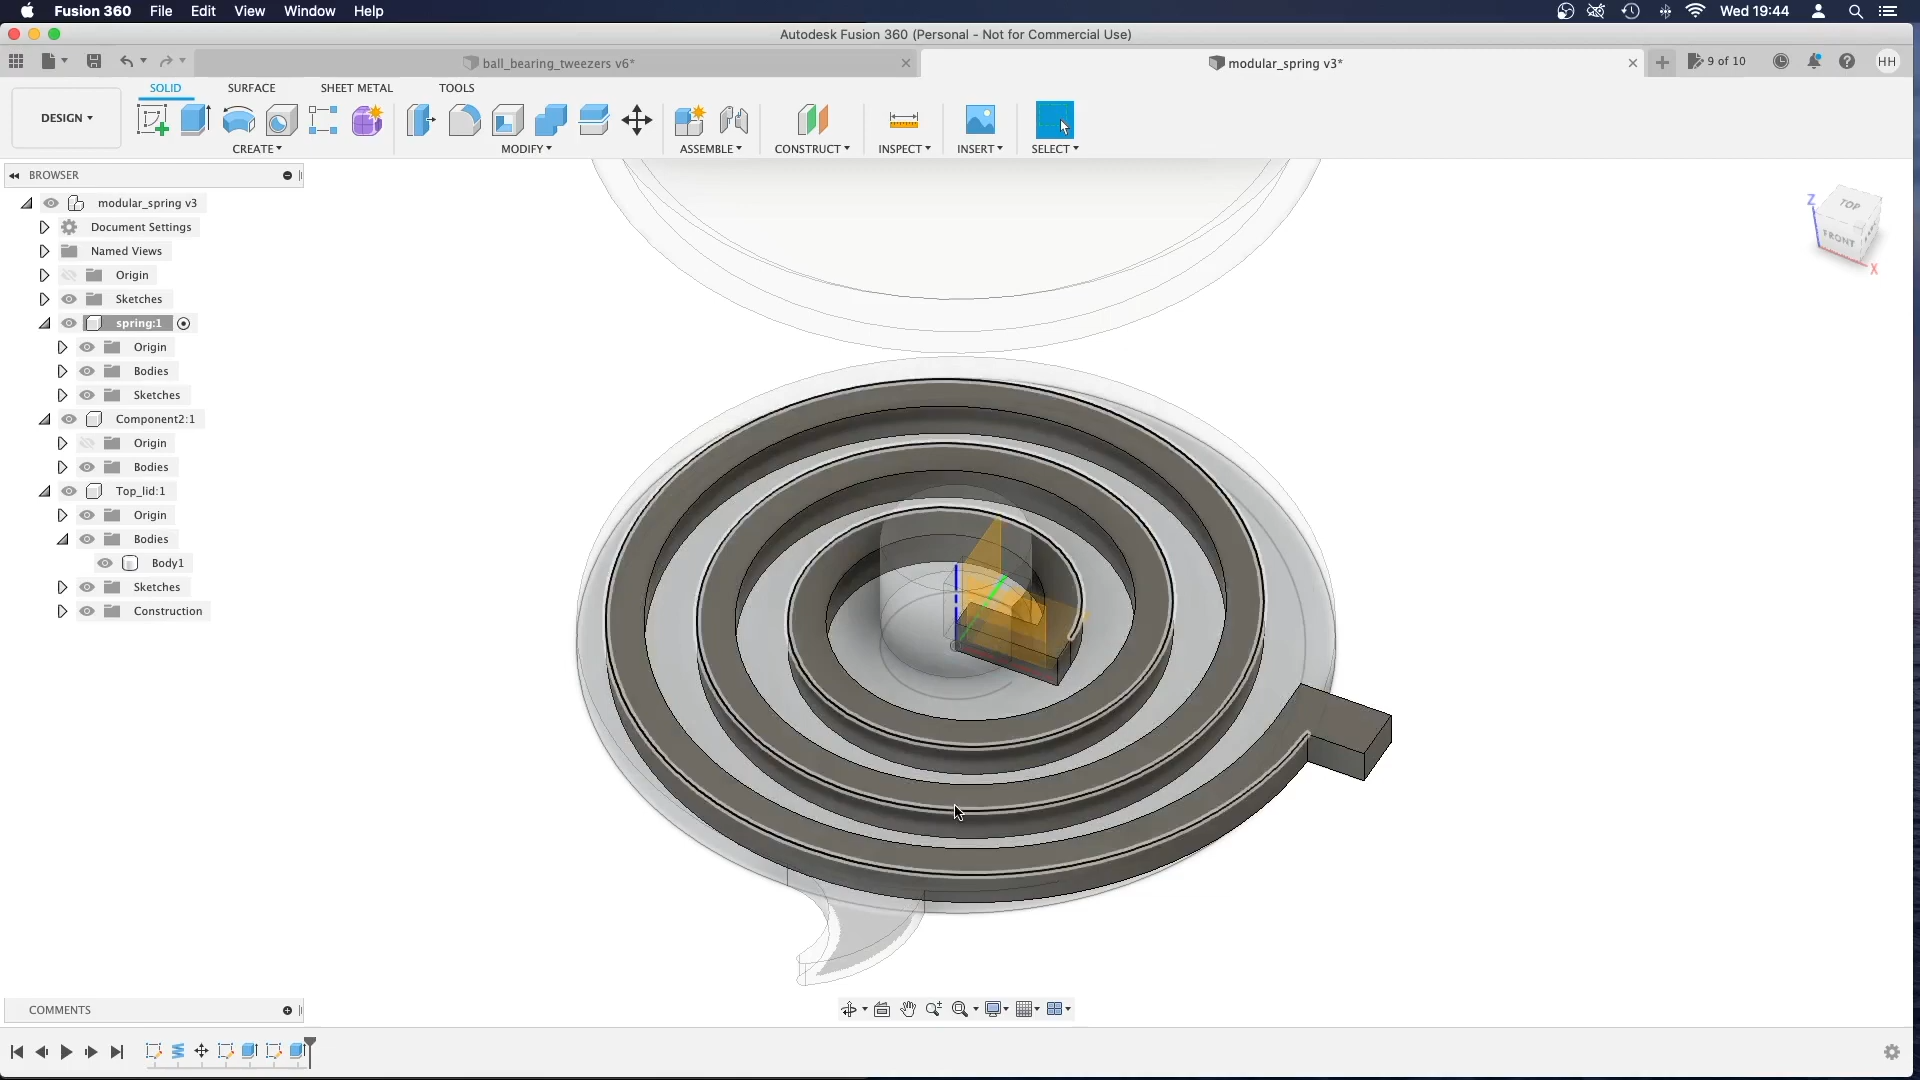 Fusion 360 File Edit View Window Help Wed 19:44
Autodesk Fusion 360 (Personal - Not for Commercial Use)
ball_bearing_tweezers v6* modular_spring v3* 9 of 10 HH
SOLID SURFACE SHEET METAL TOOLS
DESIGN
CREATE MODIFY ASSEMBLE CONSTRUCT INSPECT INSERT SELECT
BROWSER
modular_spring v3
Document Settings
Named Views
Origin
Sketches
spring:1
Origin
Bodies
Sketches
Component2:1
Origin
Bodies
Top_lid:1
Origin
Bodies
Body1
Sketches
Construction
Z
TOP
FRONT
X
COMMENTS